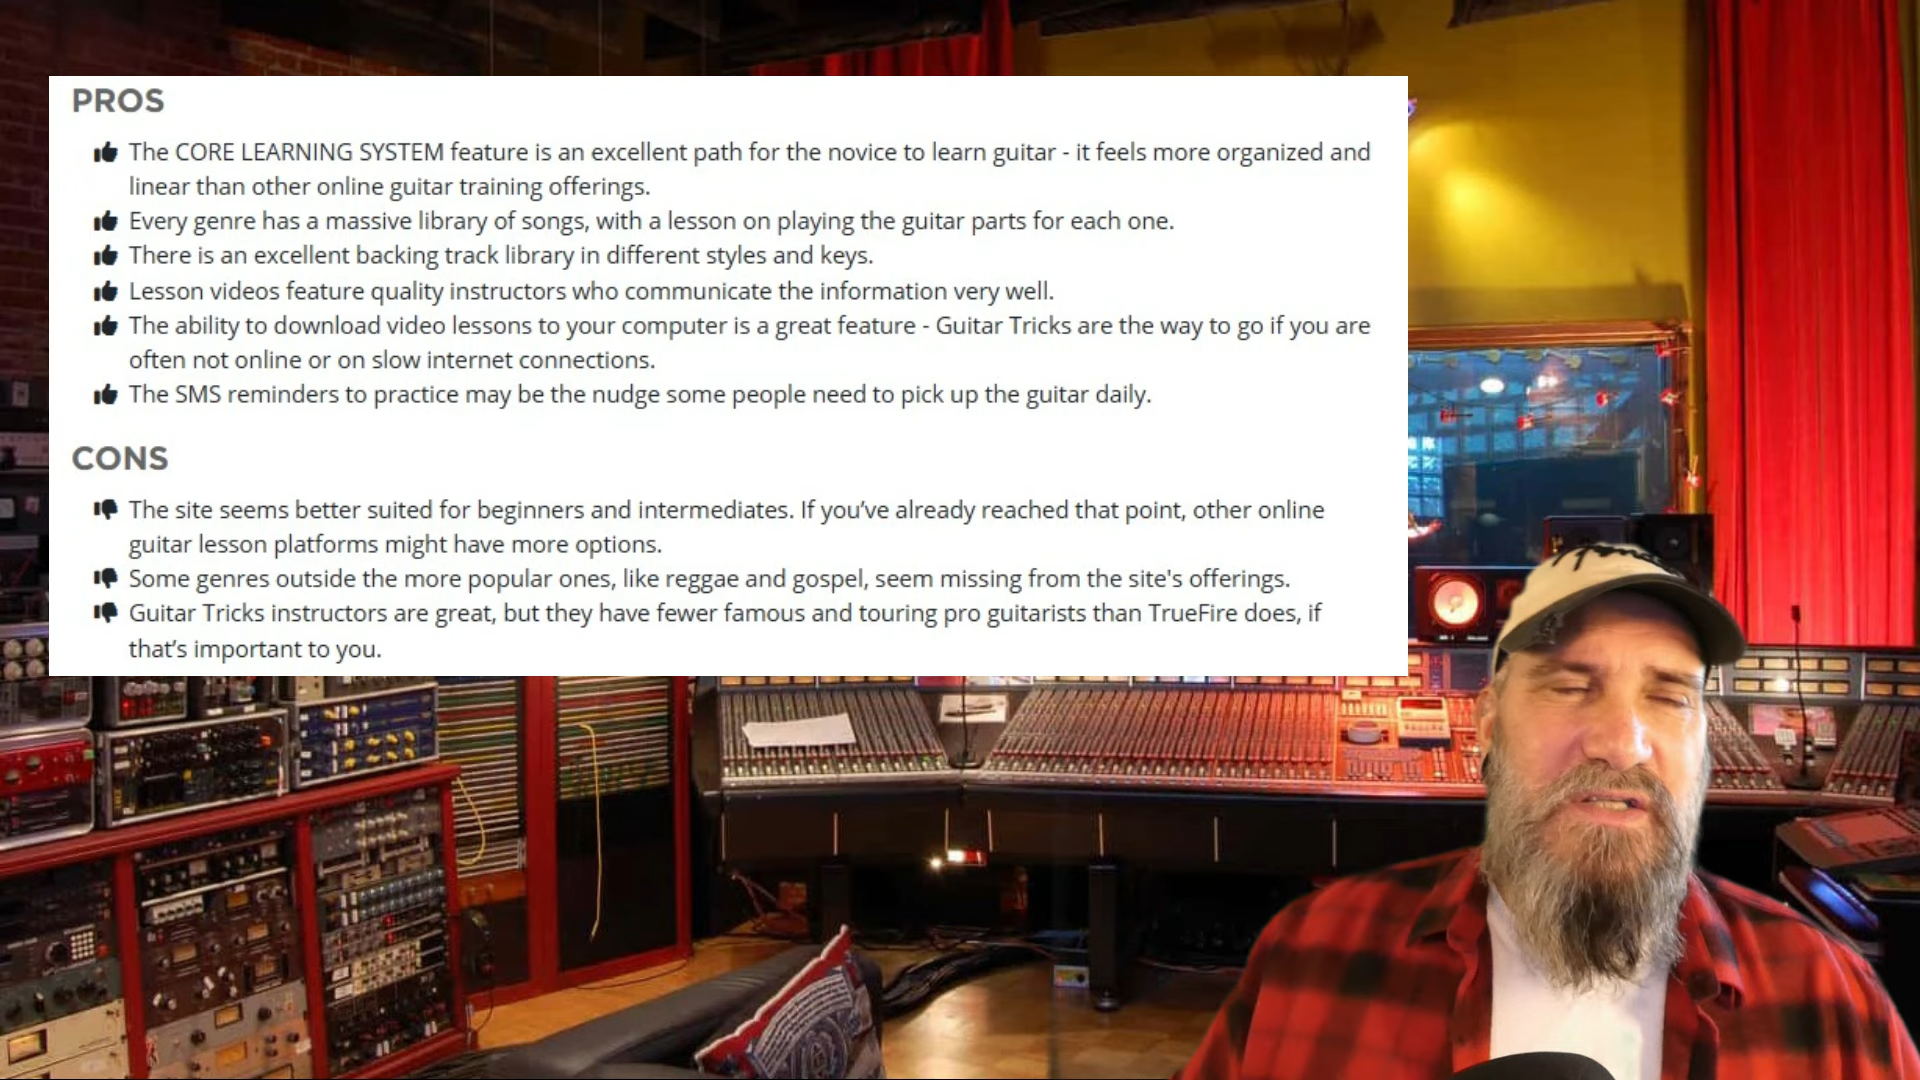 PROS
The CORE LEARNING SYSTEM feature is an excellent path for the novice to learn guitar - it feels more organized and
linear than other online guitar training offerings.
Every genre has a massive library of songs, with a lesson on playing the guitar parts for each one.
There is an excellent backing track library in different styles and keys.
Lesson videos feature quality instructors who communicate the information very well.
The ability to download video lessons to your computer is a great feature - Guitar Tricks are the way to go if you are
often not online or on slow internet connections.
The SMS reminders to practice may be the nudge some people need to pick up the guitar daily.
CONS
The site seems better suited for beginners and intermediates. If you’ve already reached that point, other online
guitar lesson platforms might have more options.
Some genres outside the more popular ones, like reggae and gospel, seem missing from the site's offerings.
Guitar Tricks instructors are great, but they have fewer famous and touring pro guitarists than TrueFire does, if
that’s important to you.